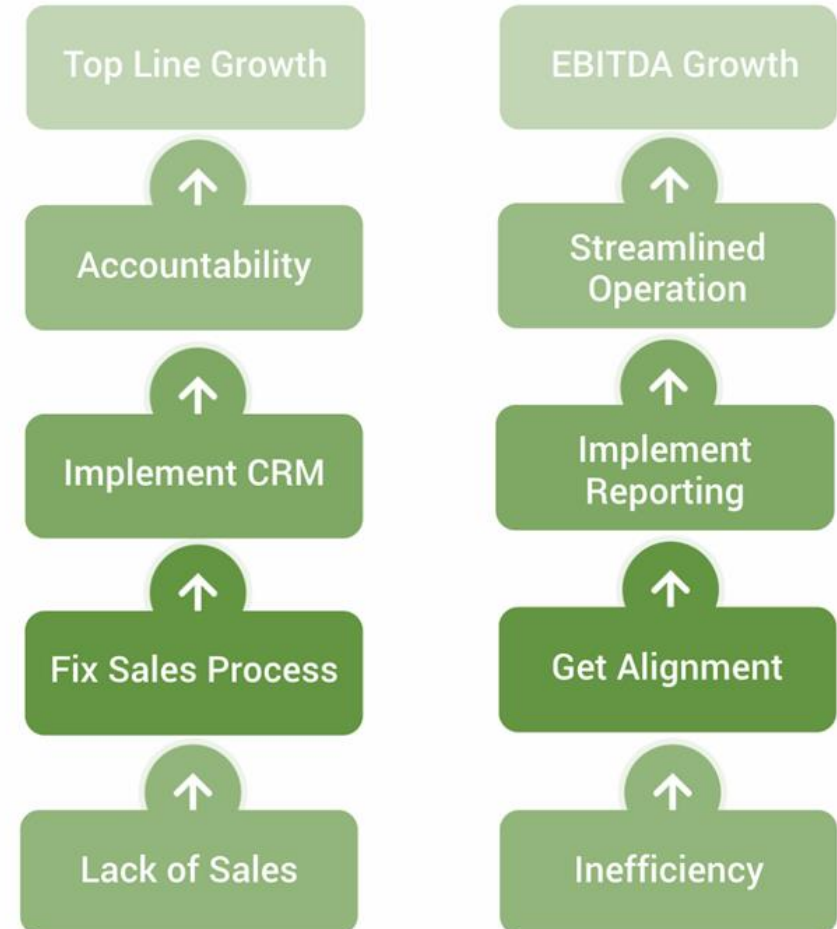 Top Line Growth
Accountability
Implement CRM
Fix Sales Process
Lack of Sales
EBITDA Growth
Streamlined
Operation
Implement
Reporting
Get Alignment
Inefficiency